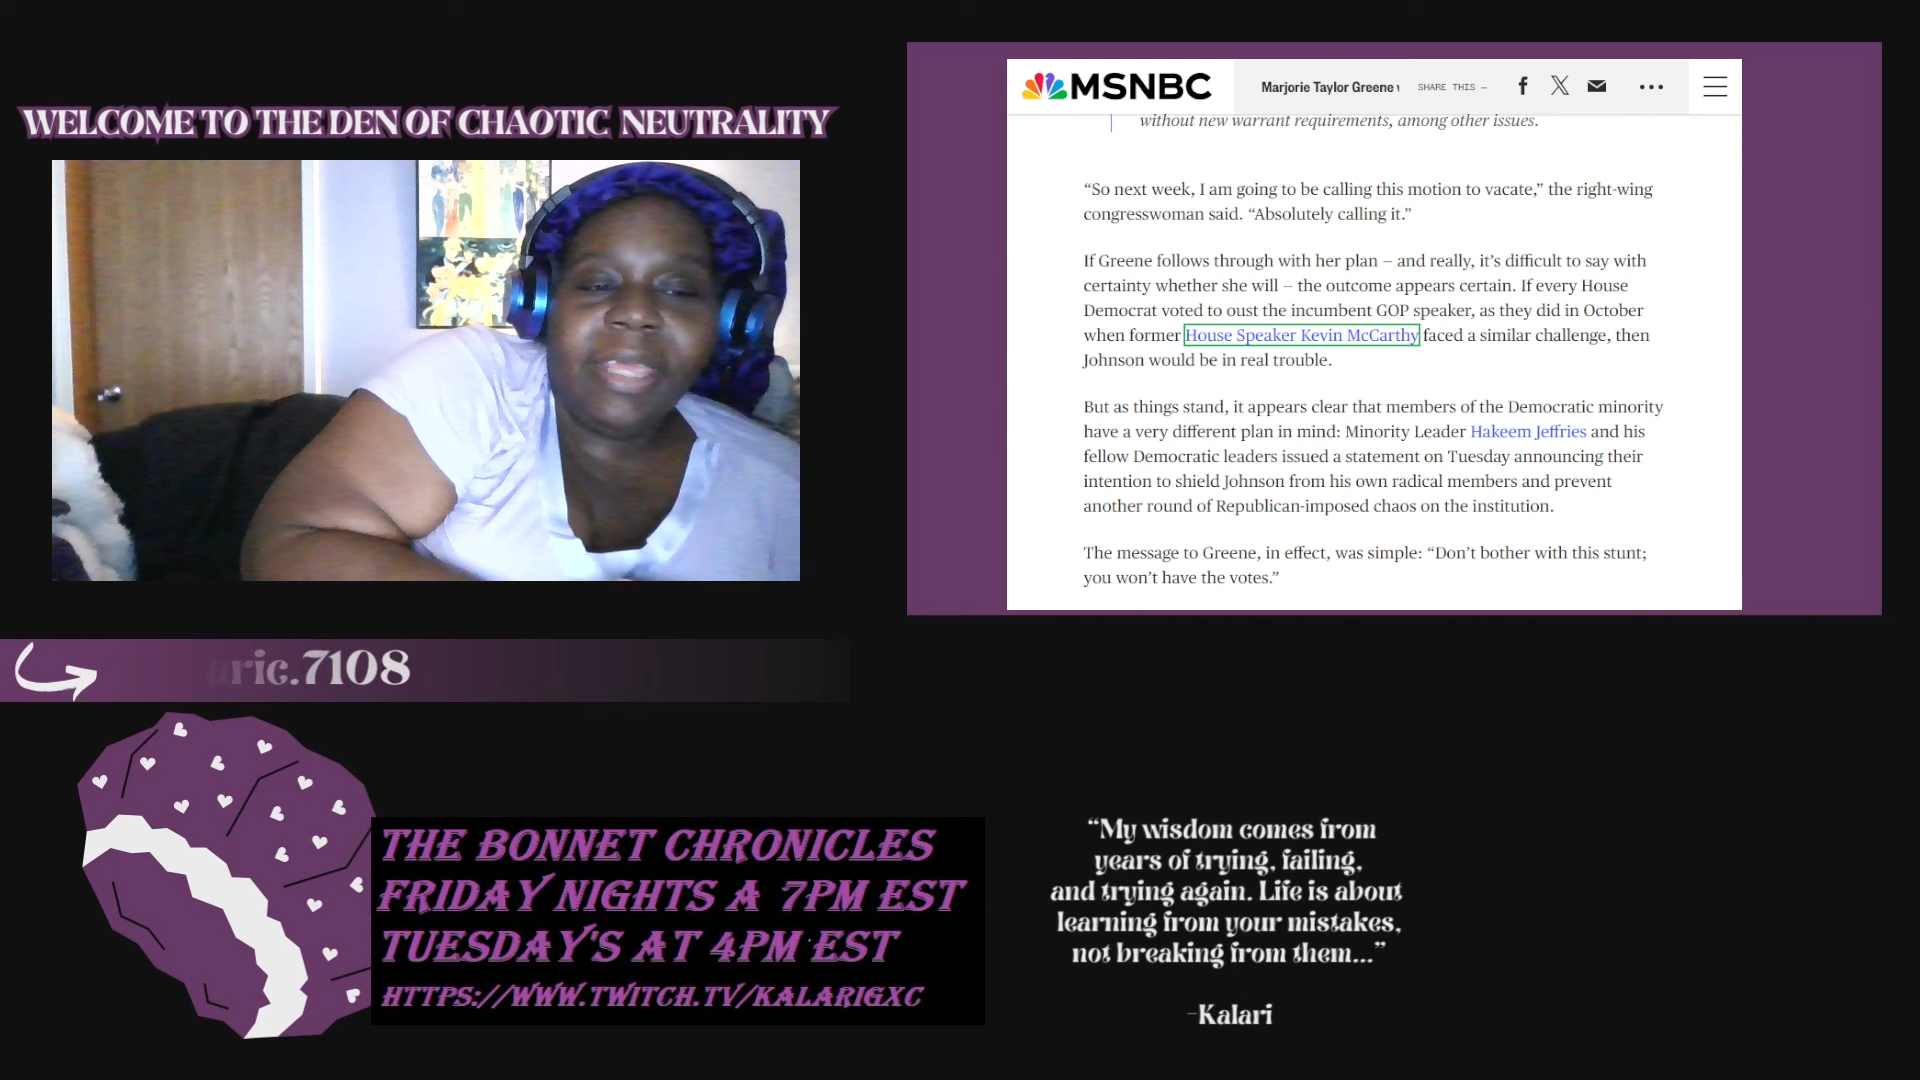 WELCOME TO THE DEN OF CHAOTIC NEUTRALITY
MSNBC
Marjorie Taylor Greene
SHARE THIS —
without new warrant requirements, among other issues.
“So next week, I am going to be calling this motion to vacate,” the right-wing
congresswoman said. “Absolutely calling it.”
If Greene follows through with her plan — and really, it’s difficult to say with
certainty whether she will — the outcome appears certain. If every House
Democrat voted to oust the incumbent GOP speaker, as they did in October
when former House Speaker Kevin McCarthy faced a similar challenge, then
Johnson would be in real trouble.
But as things stand, it appears clear that members of the Democratic minority
have a very different plan in mind: Minority Leader Hakeem Jeffries and his
fellow Democratic leaders issued a statement on Tuesday announcing their
intention to shield Johnson from his own radical members and prevent
another round of Republican-imposed chaos on the institution.
The message to Greene, in effect, was simple: “Don’t bother with this stunt;
you won’t have the votes.”
aric.7108
THE BONNET CHRONICLES
FRIDAY NIGHTS A 7PM EST
TUESDAY'S AT 4PM EST
HTTPS://WWW.TWITCH.TV/KALARIGXC
“My wisdom comes from
years of trying, failing,
and trying again. Life is about
learning from your mistakes,
not breaking from them...”
-Kalari